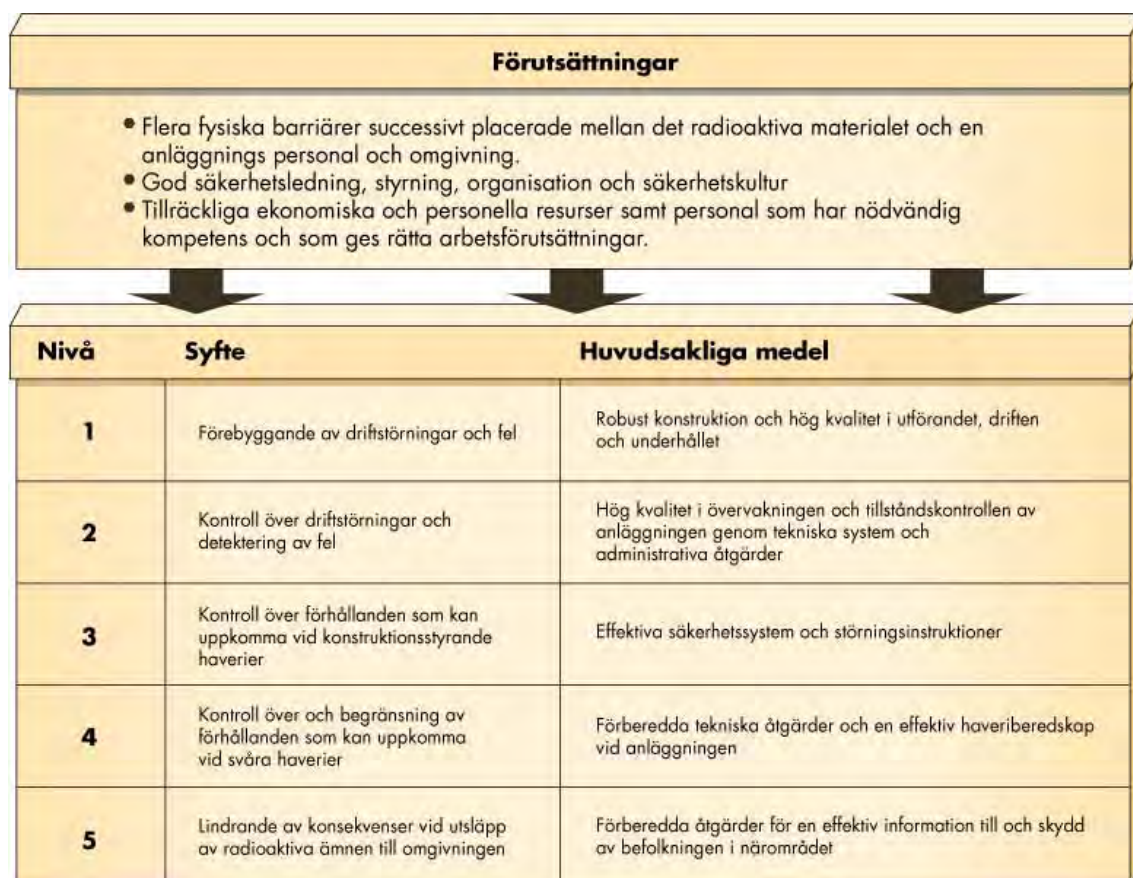 Förutsättningar
• Flera fysiska barriärer successivt placerade mellan det radioaktiva materialet och en
anläggnings personal och omgivning.
• God säkerhetsledning, styrning, organisation och säkerhetskultur
• Tillräckliga ekonomiska och personella resurser samt personal som har nödvändig
kompetens och som ges rätta arbetsförutsättningar.
Nivå Syfte Huvudsakliga medel
1
Förebyggande av driftstörningar och fel
Robust konstruktion och hög kvalitet i utförandet, driften
och underhållet
2
Kontroll över driftstörningar och
detektering av fel
Hög kvalitet i övervakningen och tillståndskontrollen av
anläggningen genom tekniska system och
administrativa åtgärder
3
Kontroll över förhållanden som kan
uppkomma vid konstruktionsstyrande
haverier
Effektiva säkerhetssystem och störningsinstruktioner
4
Kontroll över och begränsning av
förhållanden som kan uppkomma
vid svåra haverier
Förberedda tekniska åtgärder och en effektiv haveriberedskap
vid anläggningen
5
Lindrande av konsekvenser vid utsläpp
av radioaktiva ämnen till omgivningen
Förberedda åtgärder för en effektiv information till och skydd
av befolkningen i närområdet